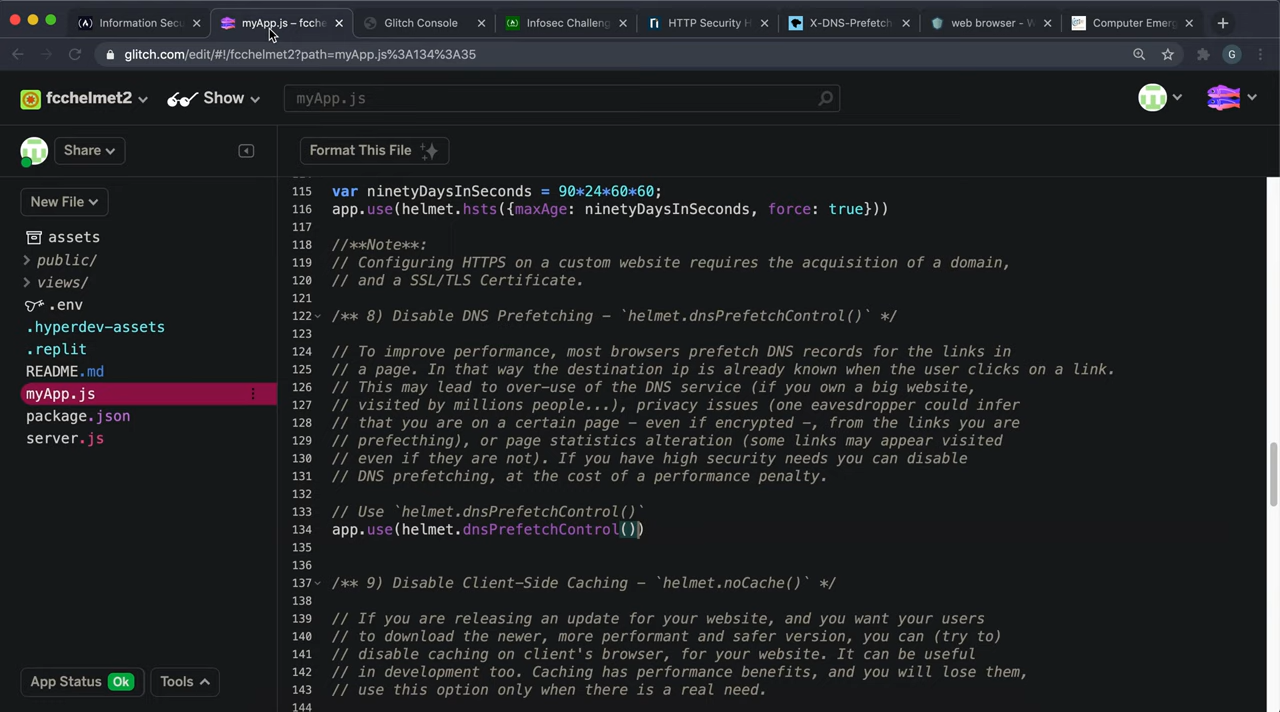 Information Secu
myApp.js – fcche
Glitch Console
Infosec Challeng
HTTP Security H
X-DNS-Prefetch
web browser - W
Computer Emerg
glitch.com/edit/#!/fcchelmet2?path=myApp.js%3A134%3A35
G
fcchelmet2
Show
myApp.js
Share
Format This File
New File
assets
public/
views/
.env
.hyperdev-assets
.replit
README.md
myApp.js
package.json
server.js
App Status Ok
Tools
115 var ninetyDaysInSeconds = 90*24*60*60;
116 app.use(helmet.hsts({maxAge: ninetyDaysInSeconds, force: true}))
117
118 //**Note**:
119 // Configuring HTTPS on a custom website requires the acquisition of a domain,
120 // and a SSL/TLS Certificate.
121
122 /** 8) Disable DNS Prefetching - `helmet.dnsPrefetchControl()` */
123
124 // To improve performance, most browsers prefetch DNS records for the links in
125 // a page. In that way the destination ip is already known when the user clicks on a link.
126 // This may lead to over-use of the DNS service (if you own a big website,
127 // visited by millions people...), privacy issues (one eavesdropper could infer
128 // that you are on a certain page - even if encrypted -, from the links you are
129 // prefecthing), or page statistics alteration (some links may appear visited
130 // even if they are not). If you have high security needs you can disable
131 // DNS prefetching, at the cost of a performance penalty.
132
133 // Use `helmet.dnsPrefetchControl()`
134 app.use(helmet.dnsPrefetchControl())
135
136
137 /** 9) Disable Client-Side Caching - `helmet.noCache()` */
138
139 // If you are releasing an update for your website, and you want your users
140 // to download the newer, more performant and safer version, you can (try to)
141 // disable caching on client's browser, for your website. It can be useful
142 // in development too. Caching has performance benefits, and you will lose them,
143 // use this option only when there is a real need.
144